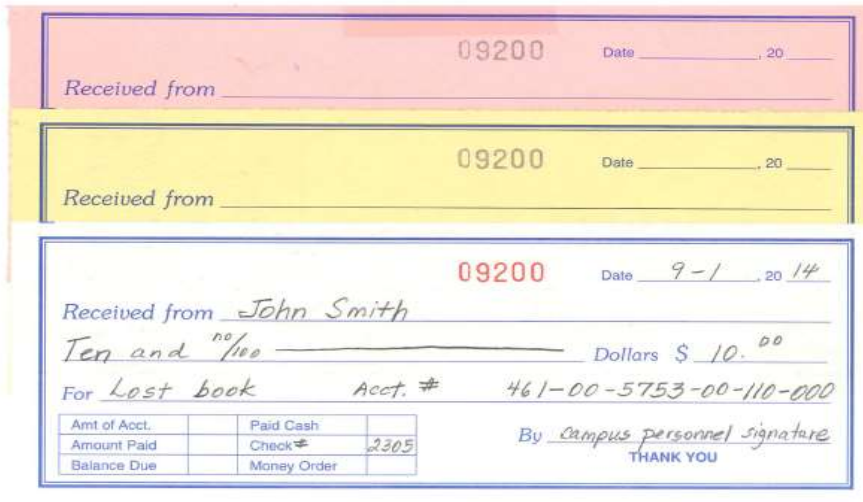 09200 Date , 20
Received from
09200 Date , 20
Received from
09200 Date 9-1 , 20 14
Received from John Smith
Ten and no/100 Dollars $ 10.00
For Lost book Acct. # 461-00-5753-00-110-000
Amt of Acct. Paid Cash
Amount Paid Check # 2305 By campus personnel signature
Balance Due Money Order THANK YOU